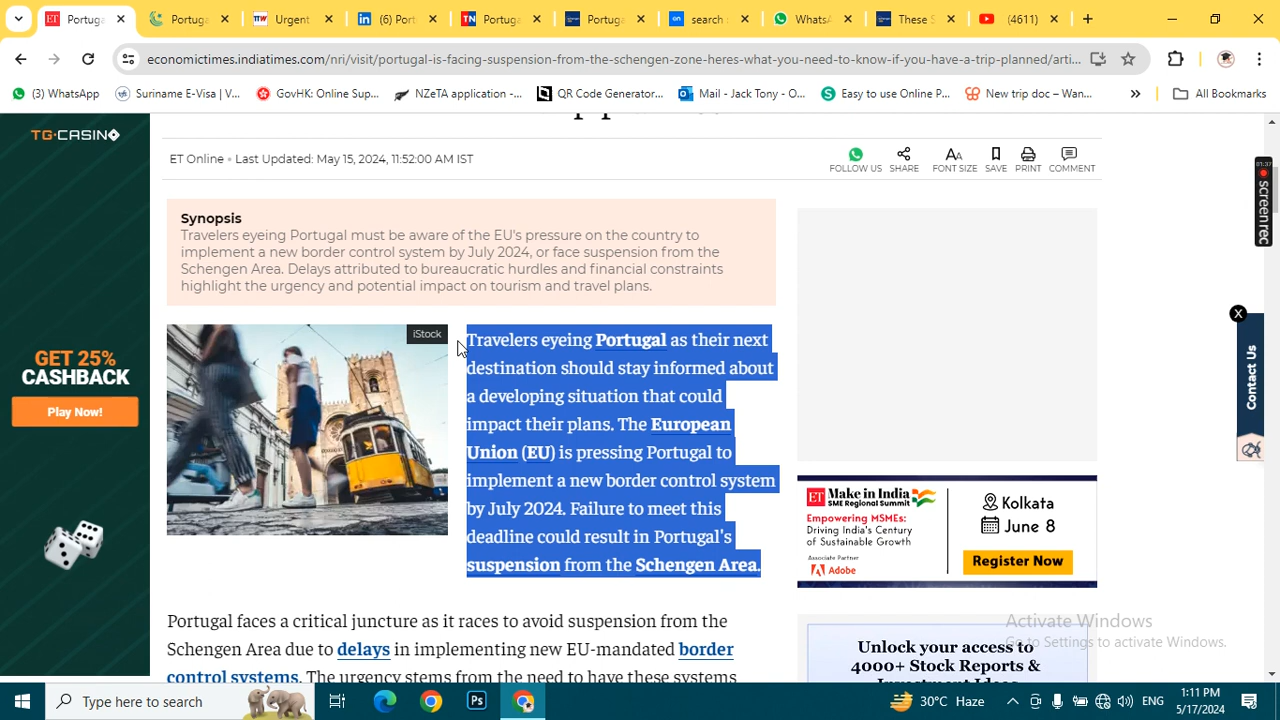 Portuga
Portuga
Urgent
(6) Port
Portuga
Portuga
search
WhatsA
These S
(4611)
economictimes.indiatimes.com/nri/visit/portugal-is-facing-suspension-from-the-schengen-zone-heres-what-you-need-to-know-if-you-have-a-trip-planned/arti...
(3) WhatsApp
Suriname E-Visa | V...
GovHK: Online Sup...
NZeTA application -...
QR Code Generator...
Mail - Jack Tony - O...
Easy to use Online P...
New trip doc – Wan...
All Bookmarks
TG·CASINO
GET 25%
CASHBACK
Play Now!
ET Online • Last Updated: May 15, 2024, 11:52:00 AM IST
FOLLOW US
SHARE
FONT SIZE
SAVE
PRINT
COMMENT
Synopsis
Travelers eyeing Portugal must be aware of the EU's pressure on the country to
implement a new border control system by July 2024, or face suspension from the
Schengen Area. Delays attributed to bureaucratic hurdles and financial constraints
highlight the urgency and potential impact on tourism and travel plans.
iStock
Travelers eyeing Portugal as their next
destination should stay informed about
a developing situation that could
impact their plans. The European
Union (EU) is pressing Portugal to
implement a new border control system
by July 2024. Failure to meet this
deadline could result in Portugal's
suspension from the Schengen Area.
Portugal faces a critical juncture as it races to avoid suspension from the
Schengen Area due to delays in implementing new EU-mandated border
control systems. The urgency stems from the need to have these systems
01:37
screen rec
X
Contact Us
ET Make in India
SME Regional Summit
Empowering MSMEs:
Driving India's Century
of Sustainable Growth
Associate Partner
Adobe
Kolkata
June 8
Register Now
Activate Windows
Go to Settings to activate Windows.
Unlock your access to
4000+ Stock Reports &
Investment Ideas
Type here to search
30°C Haze
ENG
1:11 PM
5/17/2024